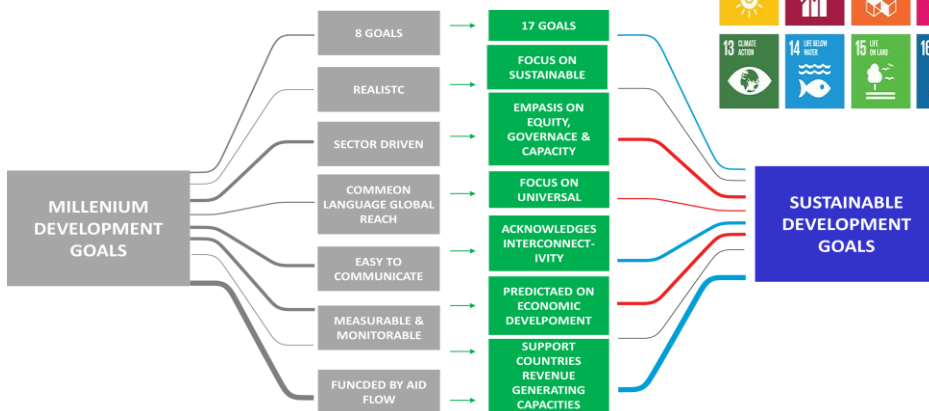 8 GOALS
REALISTC
SECTOR DRIVEN
COMMEON
LANGUAGE GLOBAL
REACH
EASY TO
COMMUNICATE
MEASURABLE &
MONITORABLE
FUNCDED BY AID
FLOW
MILLENIUM
DEVELOPMENT
GOALS
17 GOALS
FOCUS ON
SUSTAINABLE
EMPASIS ON
EQUITY,
GOVERNACE &
CAPACITY
FOCUS ON
UNIVERSAL
ACKNOWLEDGES
INTERCONNECT-
IVITY
PREDICTAED ON
ECONOMIC
DEVELPOMENT
SUPPORT
COUNTRIES
REVENUE
GENERATING
CAPACITIES
SUSTAINABLE
DEVELOPMENT
GOALS
13 CLIMATE
ACTION
14 LIFE BELOW
WATER
15 LIFE
ON LAND
16